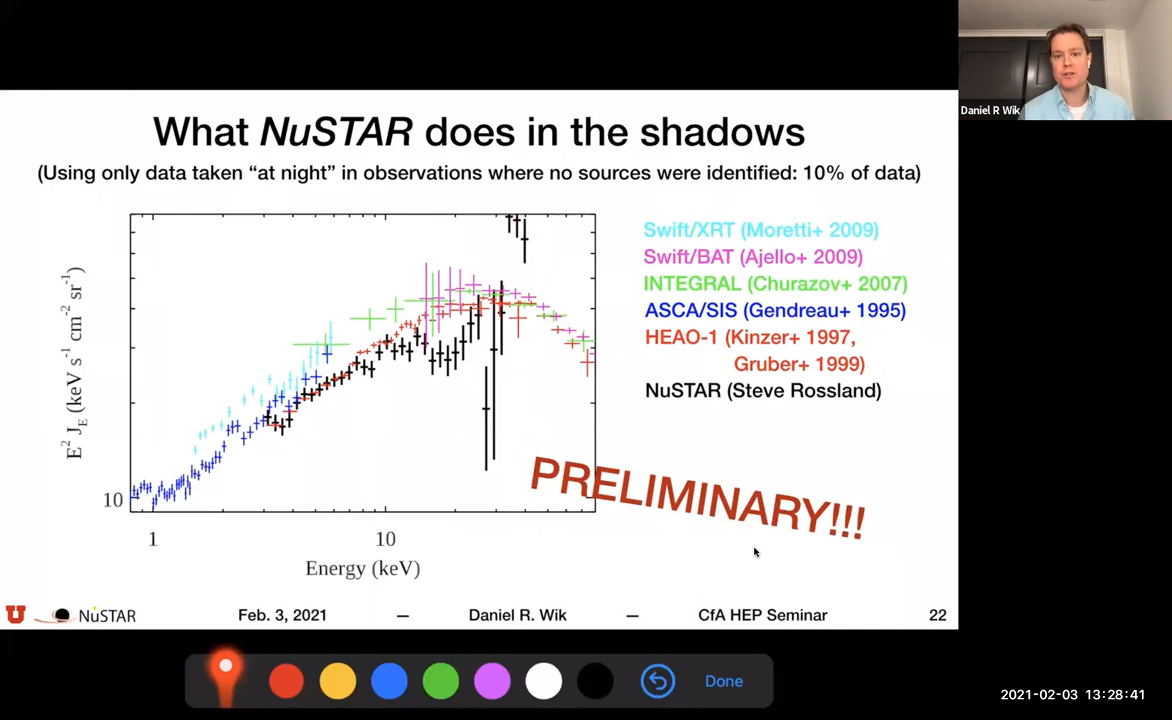 Daniel R Wik
What NuSTAR does in the shadows
(Using only data taken “at night” in observations where no sources were identified: 10% of data)
E² J_E (keV s⁻¹ cm⁻² sr⁻¹)
10
1
10
Energy (keV)
Swift/XRT (Moretti+ 2009)
Swift/BAT (Ajello+ 2009)
INTEGRAL (Churazov+ 2007)
ASCA/SIS (Gendreau+ 1995)
HEAO-1 (Kinzer+ 1997,
Gruber+ 1999)
NuSTAR (Steve Rossland)
PRELIMINARY!!!
U NuSTAR Feb. 3, 2021 — Daniel R. Wik — CfA HEP Seminar 22
Done
2021-02-03 13:28:41